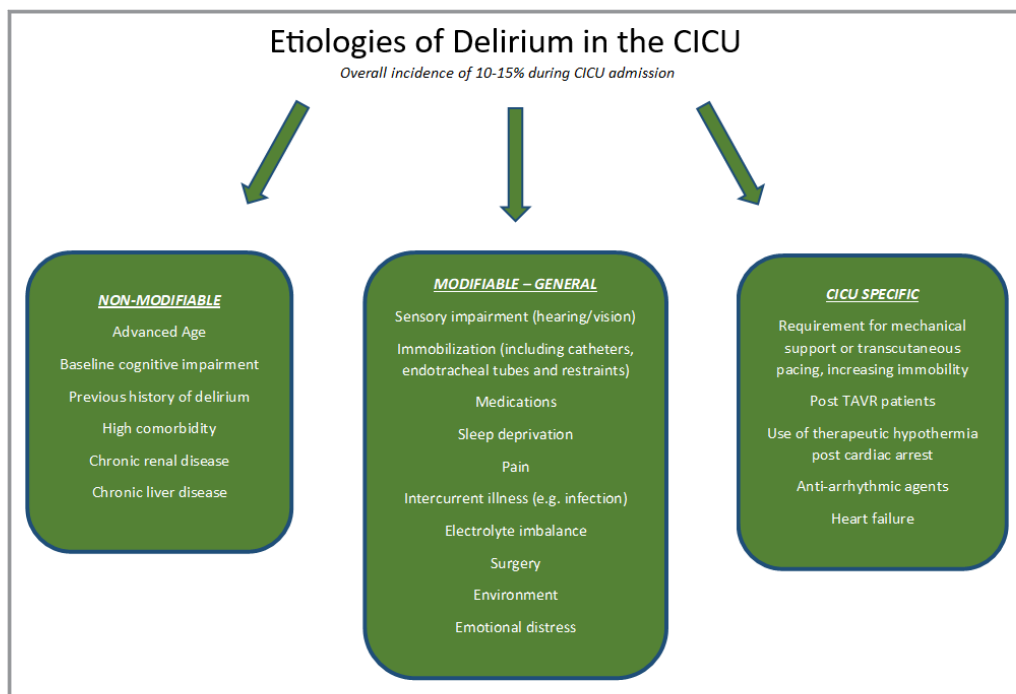 Etiologies of Delirium in the CICU
Overall incidence of 10-15% during CICU admission
NON-MODIFIABLE
Advanced Age
Baseline cognitive impairment
Previous history of delirium
High comorbidity
Chronic renal disease
Chronic liver disease
MODIFIABLE – GENERAL
Sensory impairment (hearing/vision)
Immobilization (including catheters,
endotracheal tubes and restraints)
Medications
Sleep deprivation
Pain
Intercurrent illness (e.g. infection)
Electrolyte imbalance
Surgery
Environment
Emotional distress
CICU SPECIFIC
Requirement for mechanical
support or transcutaneous
pacing, increasing immobility
Post TAVR patients
Use of therapeutic hypothermia
post cardiac arrest
Anti-arrhythmic agents
Heart failure